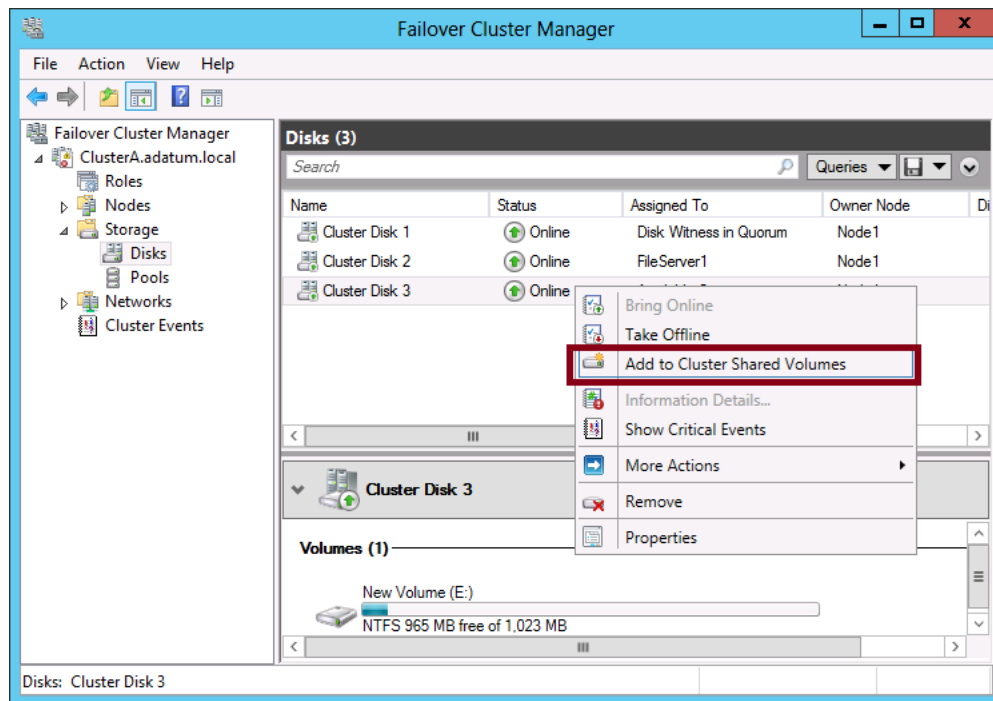 Failover Cluster Manager
File Action View Help
Failover Cluster Manager
ClusterA.adatum.local
Roles
Nodes
Storage
Disks
Pools
Networks
Cluster Events
Disks (3)
Search
Queries
Name Status Assigned To Owner Node Di
Cluster Disk 1 Online Disk Witness in Quorum Node1
Cluster Disk 2 Online FileServer1 Node1
Cluster Disk 3 Online
Bring Online
Take Offline
Add to Cluster Shared Volumes
Information Details...
Show Critical Events
More Actions
Remove
Properties
Cluster Disk 3
Volumes (1)
New Volume (E:)
NTFS 965 MB free of 1,023 MB
Disks: Cluster Disk 3